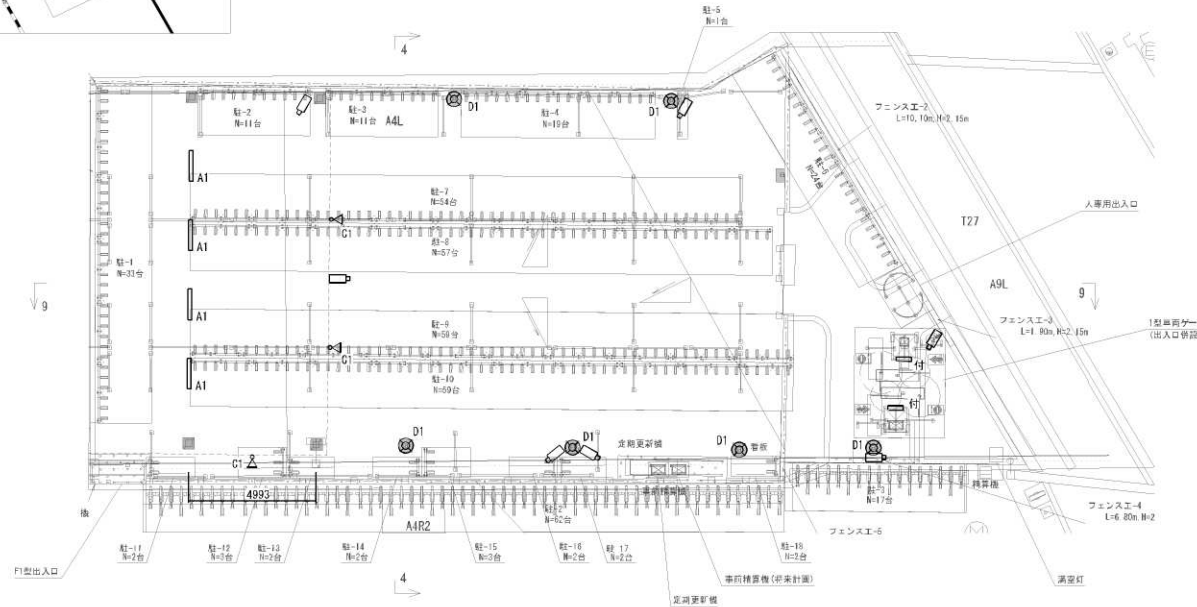 駐-5
N=1台
4
駐-2
N=11台
駐-3
N=11台
A4L
D1
駐-4
N=19台
D1
フェンスエ-2
L=10.10m,H=2.15m
N=24台
A1
駐-7
N=54台
人専用出入口
T27
C1
A1
駐-8
N=57台
駐-1
N=33台
A9L
9
9
フェンスエ-3
L=1.90m,H=2.15m
A1
駐-9
N=59台
1型車両ゲー
(出入口併設
C1
A1
駐-10
N=69台
付
付
D1
D1
定期更新機
D1
看板
D1
C1
4993
事前精算機
駐-2
N=62台
N=17台
精算機
フェンスエ-4
L=6.80m,H=2
機
A4R2
フェンスエ-5
駐-11
N=2台
駐-12
N=3台
駐-13
N=2台
駐-14
N=2台
駐-15
N=3台
駐-16
N=2台
駐-17
N=2台
駐-18
N=2台
F1型出入口
事前精算機(将来計画)
満空灯
4
定期更新機